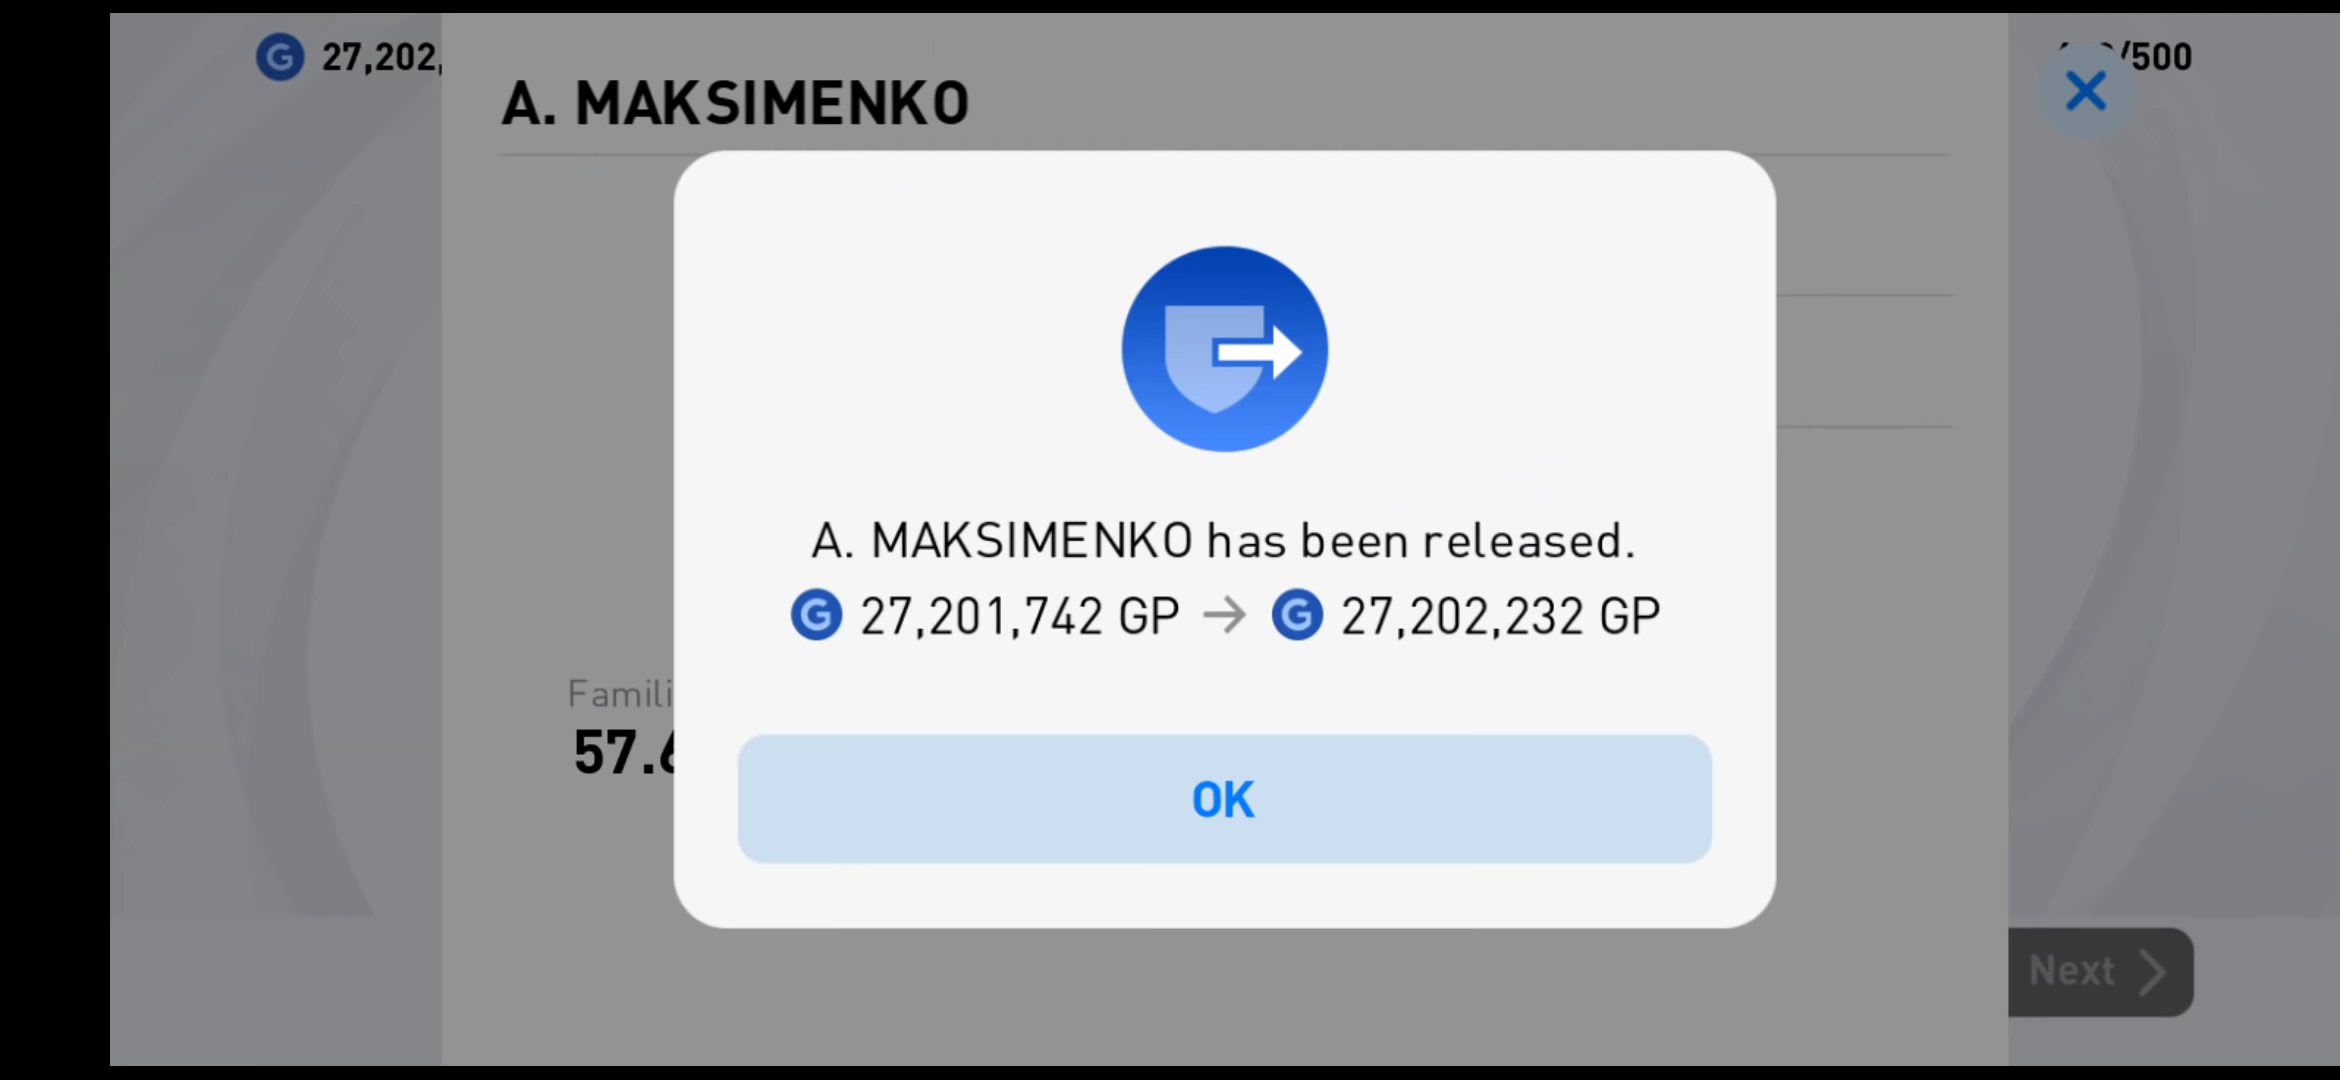 27,202,
/500
A. MAKSIMENKO
A. MAKSIMENKO has been released.
G 27,201,742 GP → G 27,202,232 GP
Famili
57.6
OK
Next